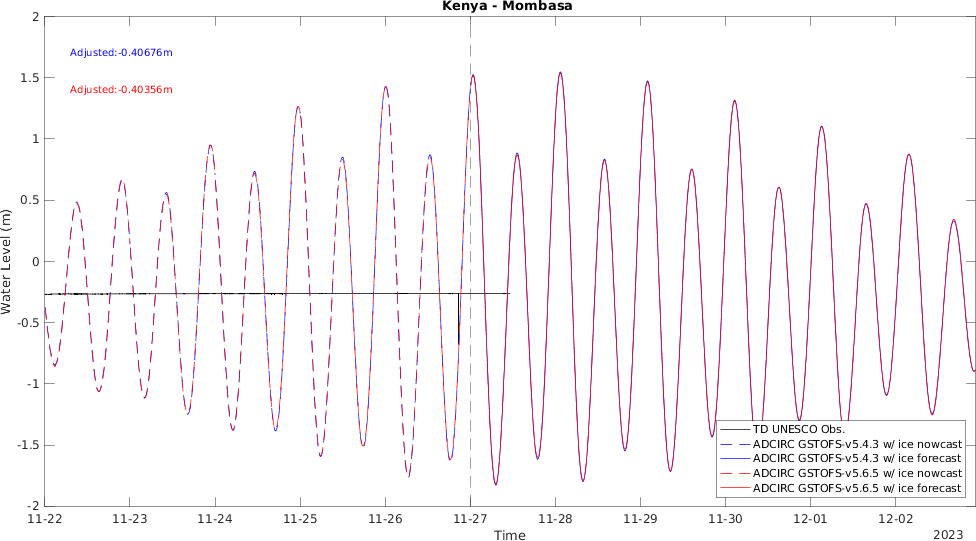 Kenya - Mombasa
Adjusted:-0.40676m
Adjusted:-0.40356m
Water Level (m)
2
1.5
1
0.5
0
-0.5
-1
-1.5
-2
TD UNESCO Obs.
ADCIRC GSTOFS-v5.4.3 w/ ice nowcast
ADCIRC GSTOFS-v5.4.3 w/ ice forecast
ADCIRC GSTOFS-v5.6.5 w/ ice nowcast
ADCIRC GSTOFS-v5.6.5 w/ ice forecast
11-22 11-23 11-24 11-25 11-26 11-27 11-28 11-29 11-30 12-01 12-02
Time
2023